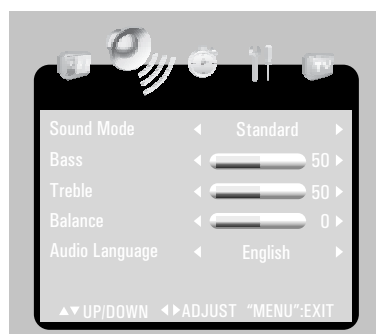 Sound Mode Standard
Bass 50
Treble 50
Balance 0
Audio Language English
▲▼ UP/DOWN ◀▶ADJUST "MENU":EXIT